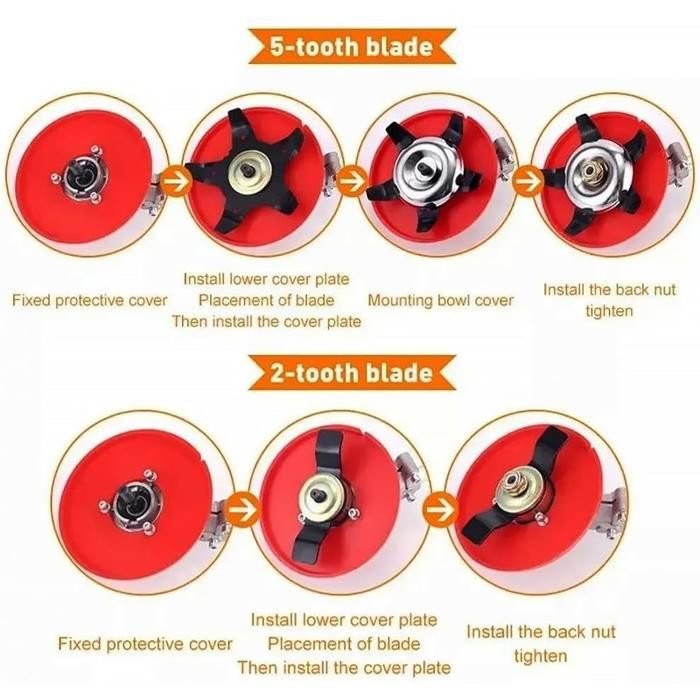 5-tooth blade
Fixed protective cover
Install lower cover plate
Placement of blade
Then install the cover plate
Mounting bowl cover
Install the back nut
tighten
2-tooth blade
Fixed protective cover
Install lower cover plate
Placement of blade
Then install the cover plate
Install the back nut
tighten